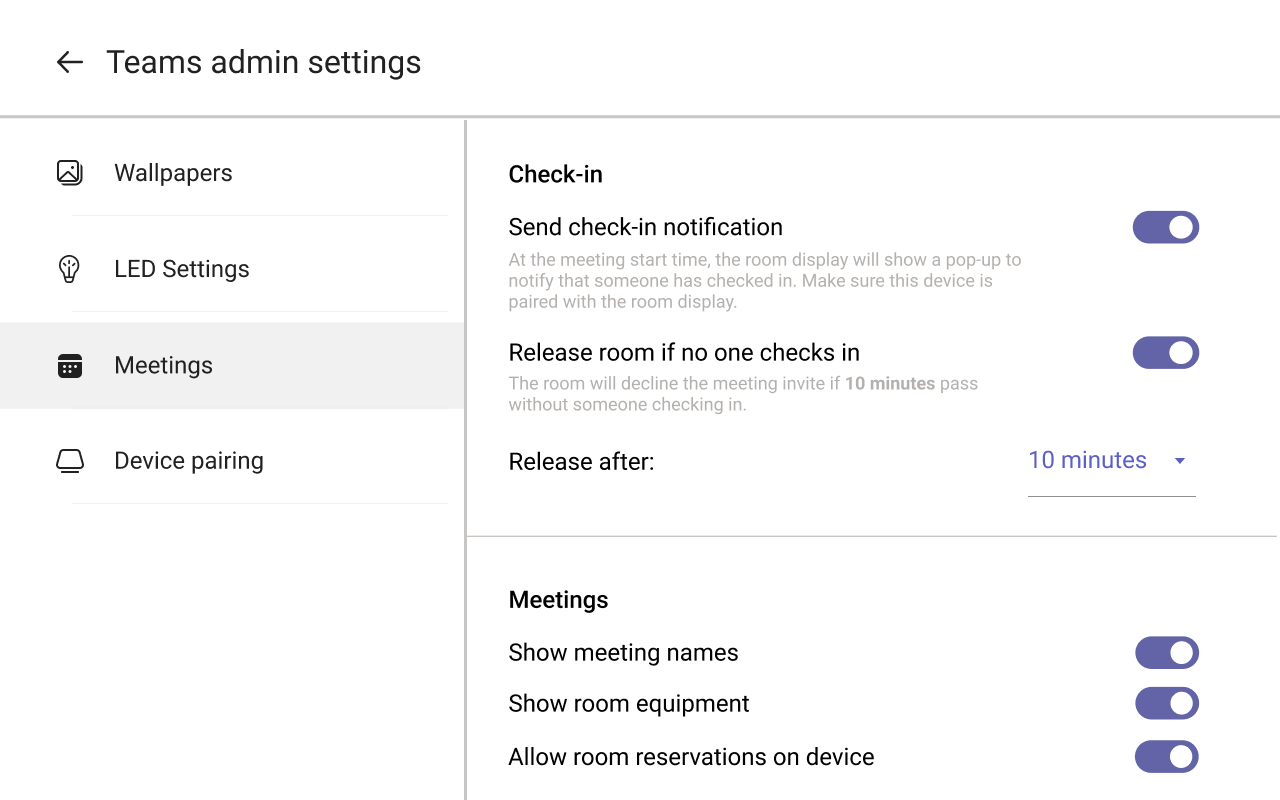 Teams admin settings
Wallpapers
LED Settings
Meetings
Device pairing
Check-in
Send check-in notification
At the meeting start time, the room display will show a pop-up to
notify that someone has checked in. Make sure this device is
paired with the room display.
Release room if no one checks in
The room will decline the meeting invite if 10 minutes pass
without someone checking in.
Release after:
10 minutes
Meetings
Show meeting names
Show room equipment
Allow room reservations on device